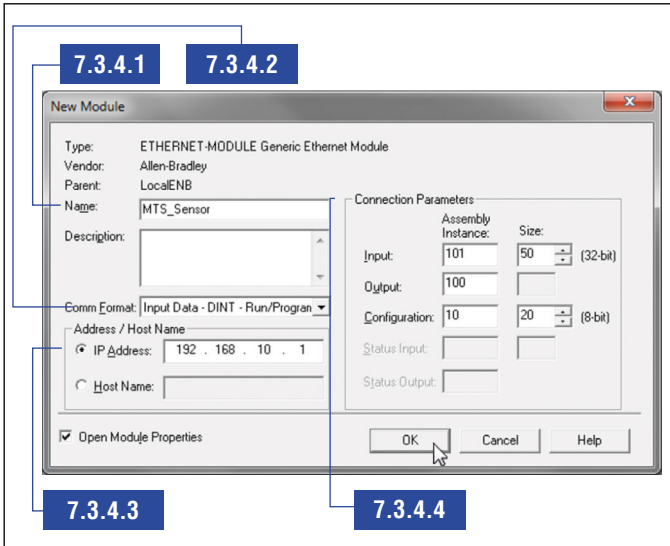 7.3.4.1
7.3.4.2
New Module
Type: ETHERNET-MODULE Generic Ethernet Module
Vendor: Allen-Bradley
Parent: LocalENB
Name: MTS_Sensor
Description:
Comm Format: Input Data - DINT - Run/Progran
Address / Host Name
IP Address: 192 . 168 . 10 . 1
Host Name:
Connection Parameters
Assembly Instance: Size:
Input: 101 50 (32-bit)
Output: 100
Configuration: 10 20 (8-bit)
Status Input:
Status Output:
Open Module Properties
OK Cancel Help
7.3.4.3
7.3.4.4